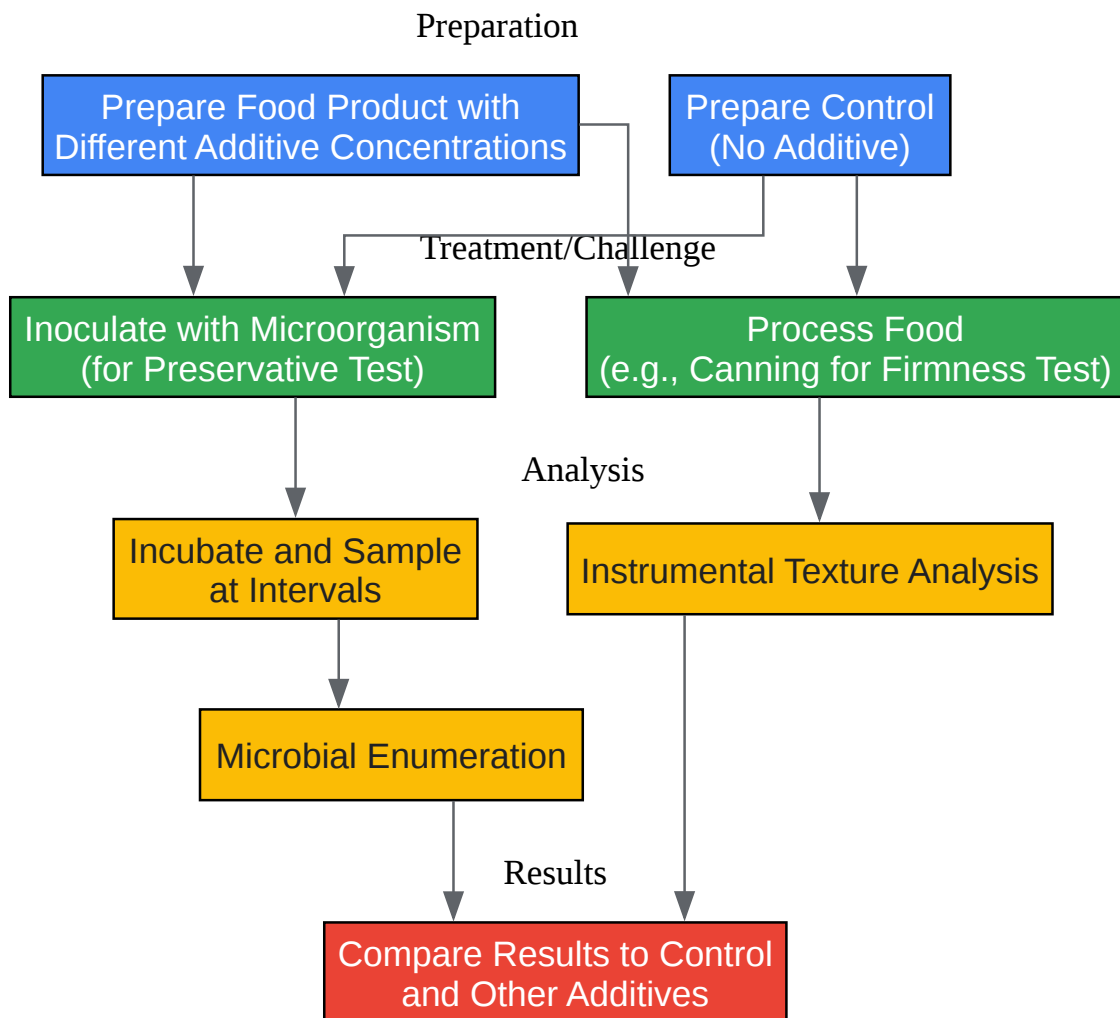 Preparation
Prepare Food Product with
Different Additive Concentrations
Prepare Control
(No Additive)
Treatment/Challenge
Inoculate with Microorganism
(for Preservative Test)
Process Food
(e.g., Canning for Firmness Test)
Analysis
Incubate and Sample
at Intervals
Instrumental Texture Analysis
Microbial Enumeration
Results
Compare Results to Control
and Other Additives